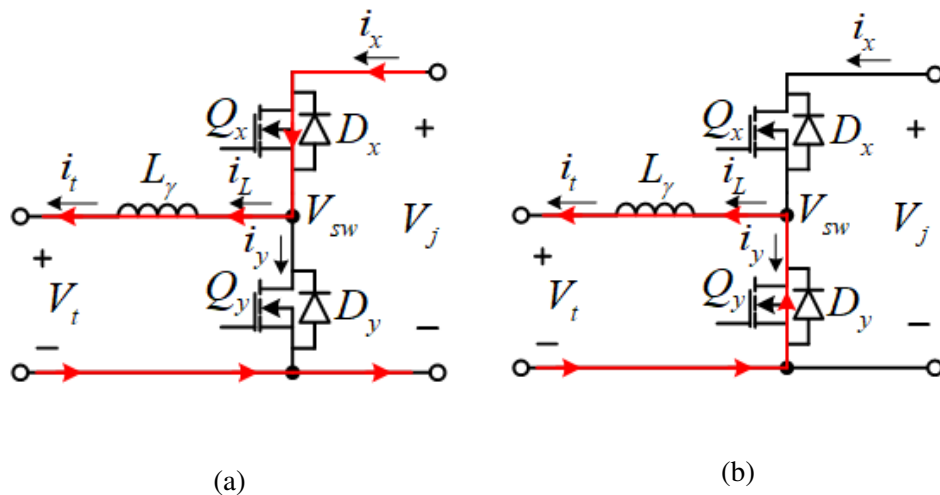 i_x
Q_x D_x +
i_t L_γ i_L
V_sw V_j
+ i_y
V_t Q_y D_y
− −
(a)
i_x
Q_x D_x +
i_t L_γ i_L
V_sw V_j
+ i_y
V_t Q_y D_y
− −
(b)